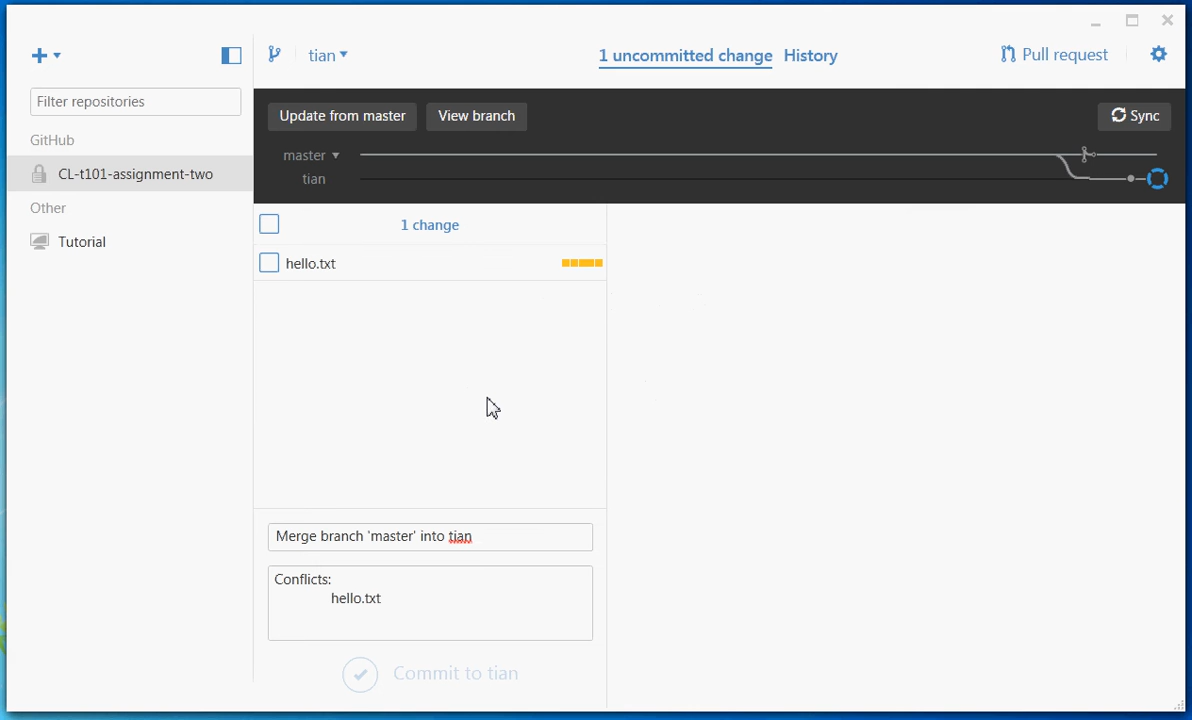 tian
1 uncommitted change
History
Pull request
Filter repositories
GitHub
CL-t101-assignment-two
Other
Tutorial
Update from master
View branch
Sync
master
tian
1 change
hello.txt
Merge branch 'master' into tian
Conflicts:
hello.txt
Commit to tian